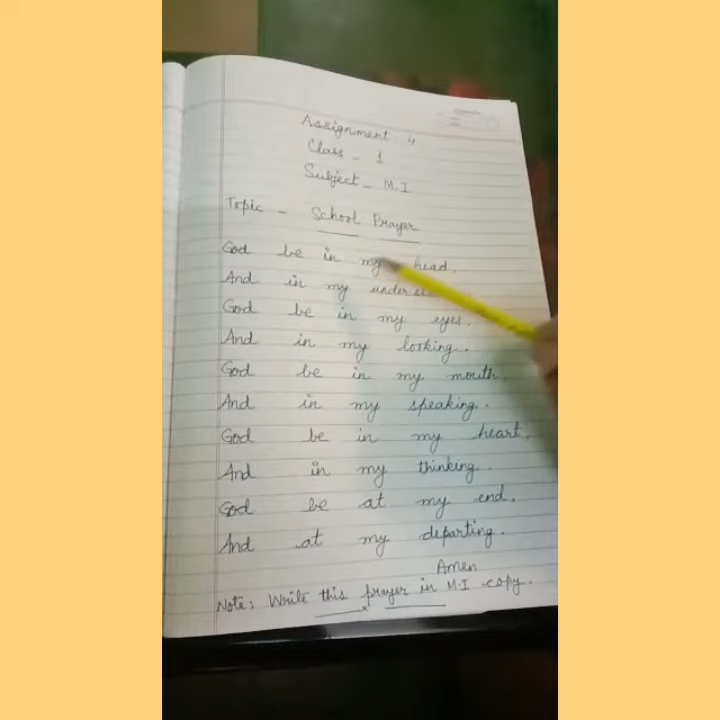 Assignment - 4
Class - 1
Subject - M.I
Topic - School Prayer
God be in my head.
And in my
God be in my eyes.
And in my looking.
God be in my mouth.
And in my speaking.
God be in my heart.
And in my thinking.
God be at my end.
And at my departing.
Amen
Note: Write this prayer in M.I copy.